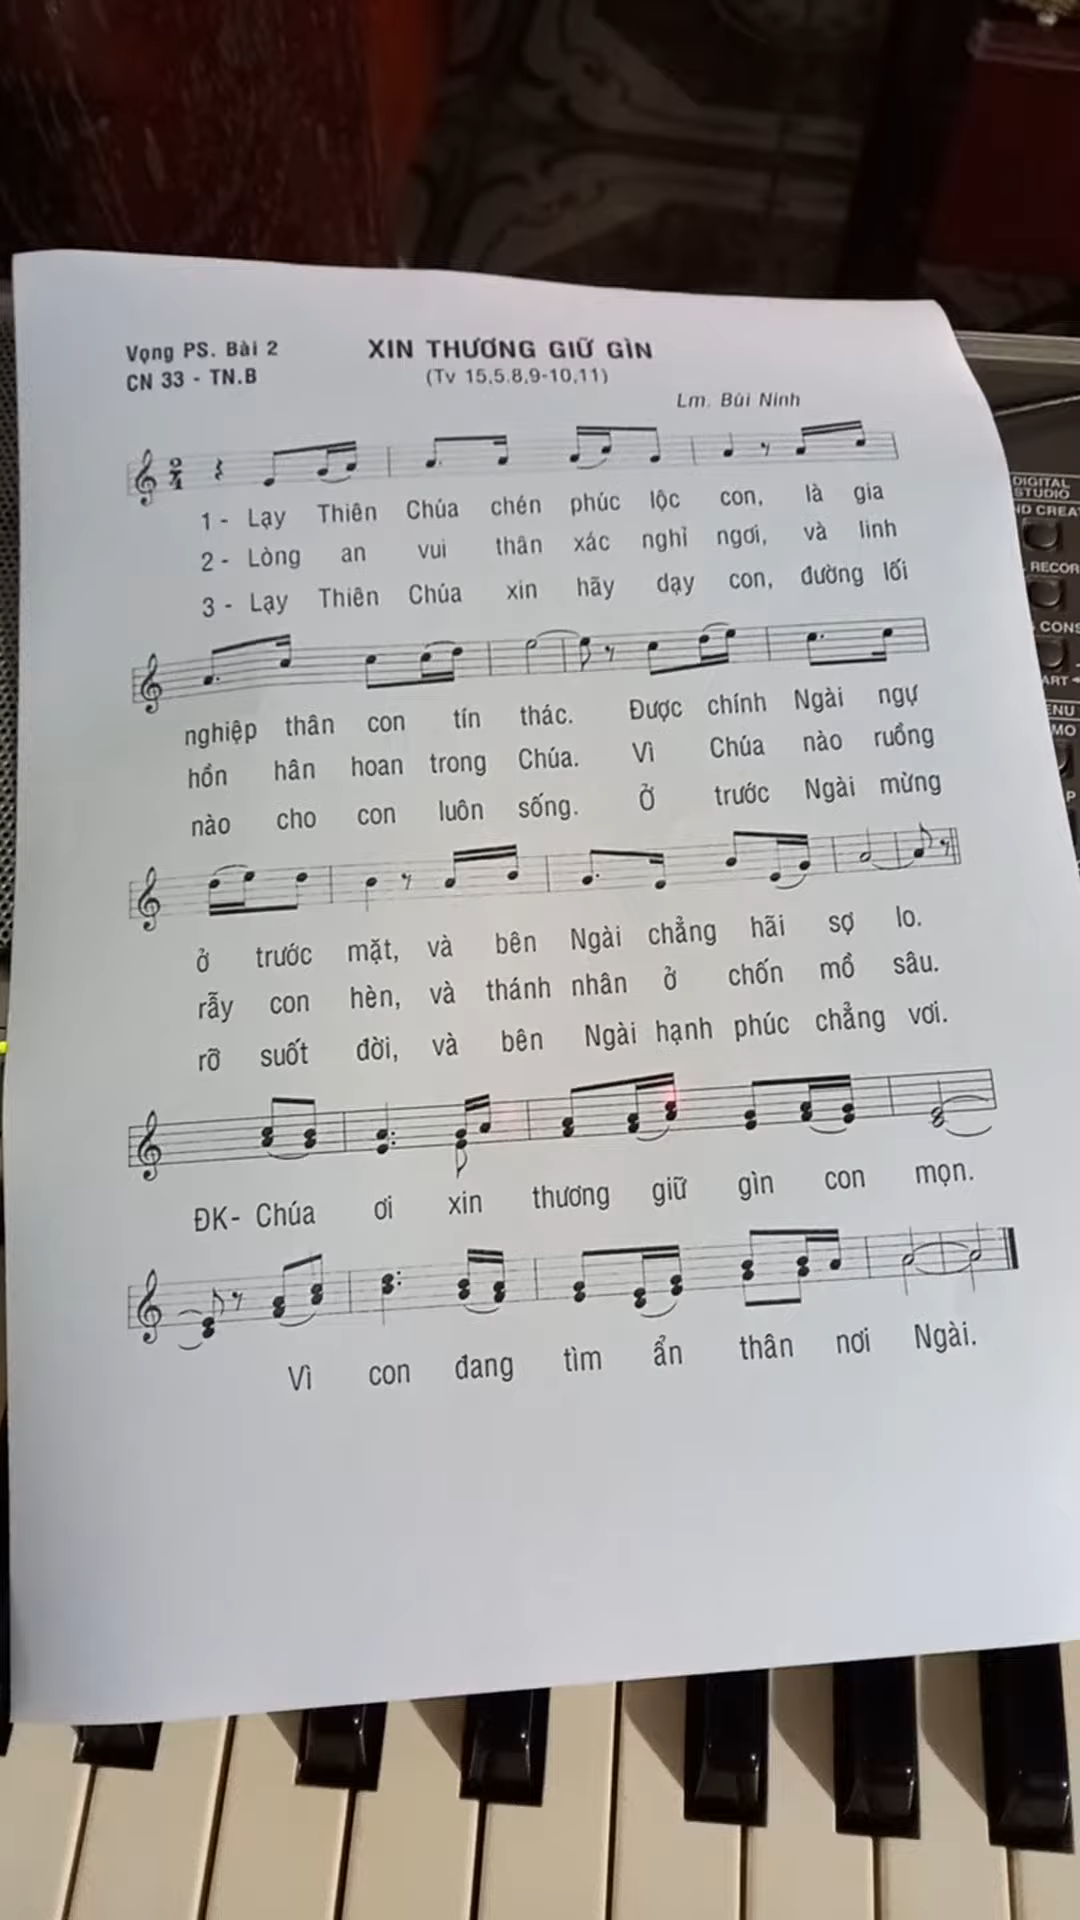 Vọng PS. Bài 2
XIN THƯƠNG GIỮ GÌN
CN 33 - TN.B
(Tv 15,5.8,9-10,11)
Lm. Bùi Ninh
1 - Lạy Thiên Chúa chén phúc lộc con, là gia
2 - Lòng an vui thân xác nghỉ ngơi, và linh
3 - Lạy Thiên Chúa xin hãy dạy con, đường lối
nghiệp thân con tín thác. Được chính Ngài ngự
hồn hân hoan trong Chúa. Vì Chúa nào ruồng
nào cho con luôn sống. Ở trước Ngài mừng
ở trước mặt, và bên Ngài chẳng hãi sợ lo.
rẫy con hèn, và thánh nhân ở chốn mồ sâu.
rỡ suốt đời, và bên Ngài hạnh phúc chẳng vơi.
ĐK- Chúa ơi xin thương giữ gìn con mọn.
Vì con đang tìm ẩn thân nơi Ngài.
DIGITAL
STUDIO
RECOR
CONS